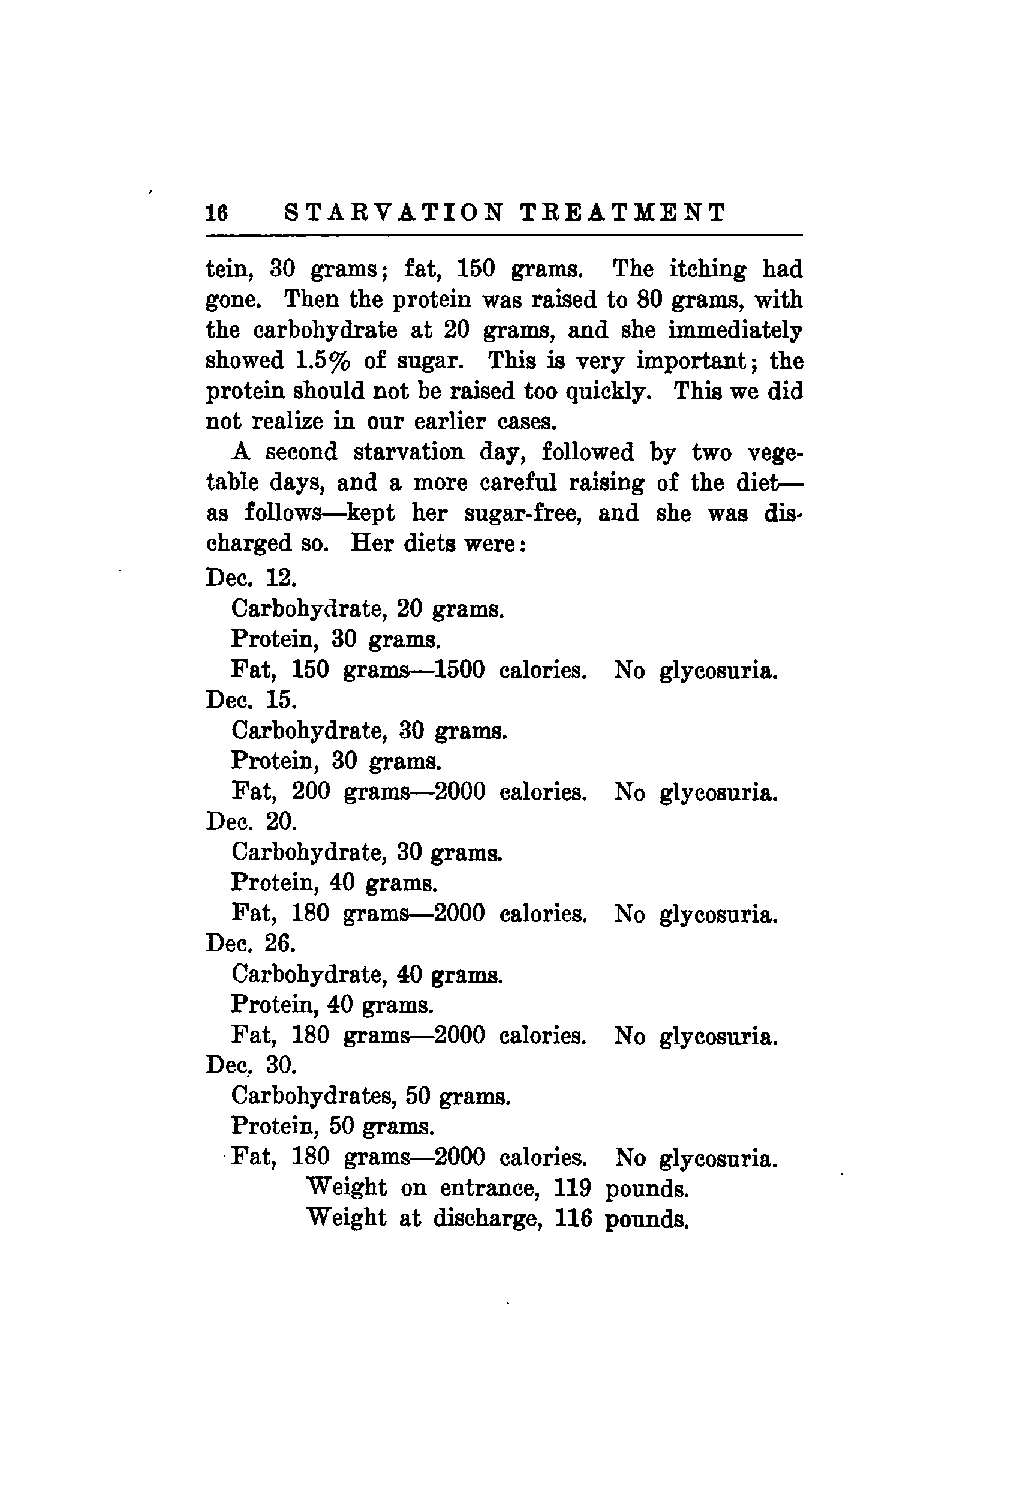 16 STARVATION TREATMENT
tein, 30 grams; fat, 150 grams. The itching had
gone. Then the protein was raised to 80 grams, with
the carbohydrate at 20 grams, and she immediately
showed 1.5% of sugar. This is very important; the
protein should not be raised too quickly. This we did
not realize in our earlier cases.
A second starvation day, followed by two vege-
table days, and a more careful raising of the diet—
as follows—kept her sugar-free, and she was dis-
charged so. Her diets were:
Dec. 12.
Carbohydrate, 20 grams.
Protein, 30 grams.
Fat, 150 grams—1500 calories. No glycosuria.
Dec. 15.
Carbohydrate, 30 grams.
Protein, 30 grams.
Fat, 200 grams—2000 calories. No glycosuria.
Dec. 20.
Carbohydrate, 30 grams.
Protein, 40 grams.
Fat, 180 grams—2000 calories. No glycosuria.
Dec. 26.
Carbohydrate, 40 grams.
Protein, 40 grams.
Fat, 180 grams—2000 calories. No glycosuria.
Dec. 30.
Carbohydrates, 50 grams.
Protein, 50 grams.
Fat, 180 grams—2000 calories. No glycosuria.
Weight on entrance, 119 pounds.
Weight at discharge, 116 pounds.